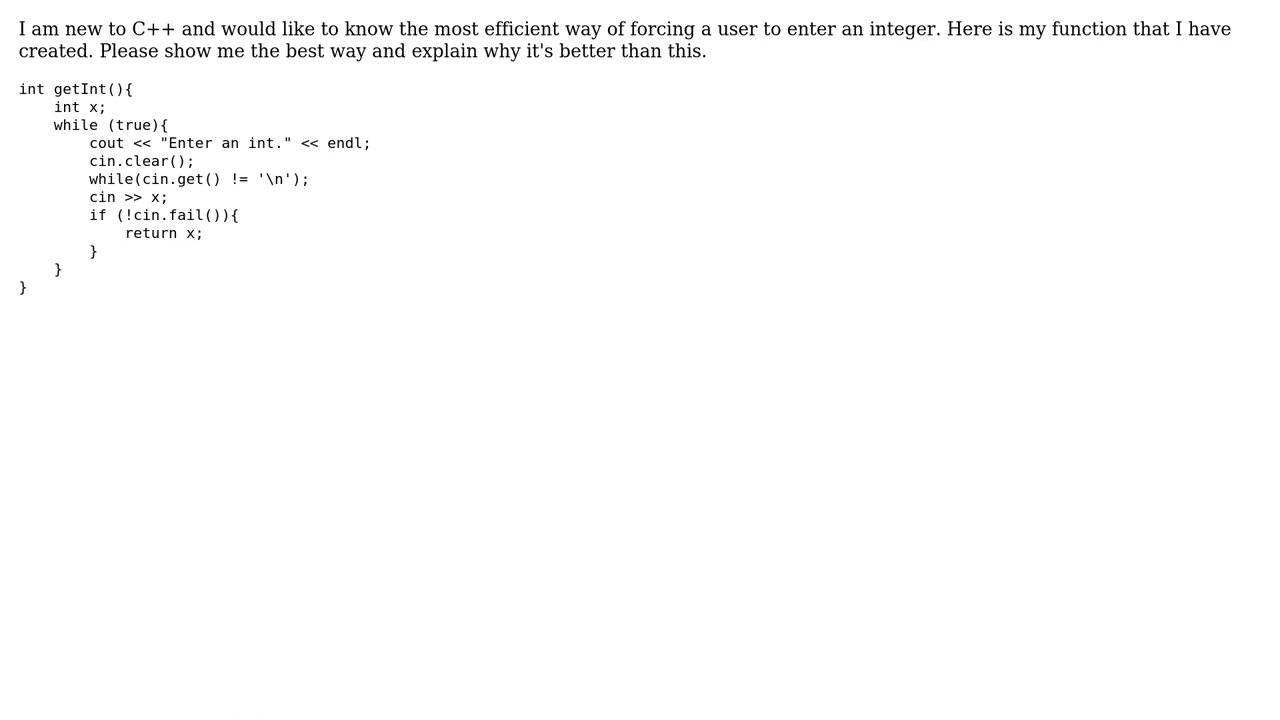 I am new to C++ and would like to know the most efficient way of forcing a user to enter an integer. Here is my function that I have
created. Please show me the best way and explain why it's better than this.
int getInt(){
    int x;
    while (true){
        cout << "Enter an int." << endl;
        cin.clear();
        while(cin.get() != '\n');
        cin >> x;
        if (!cin.fail()){
            return x;
        }
    }
}